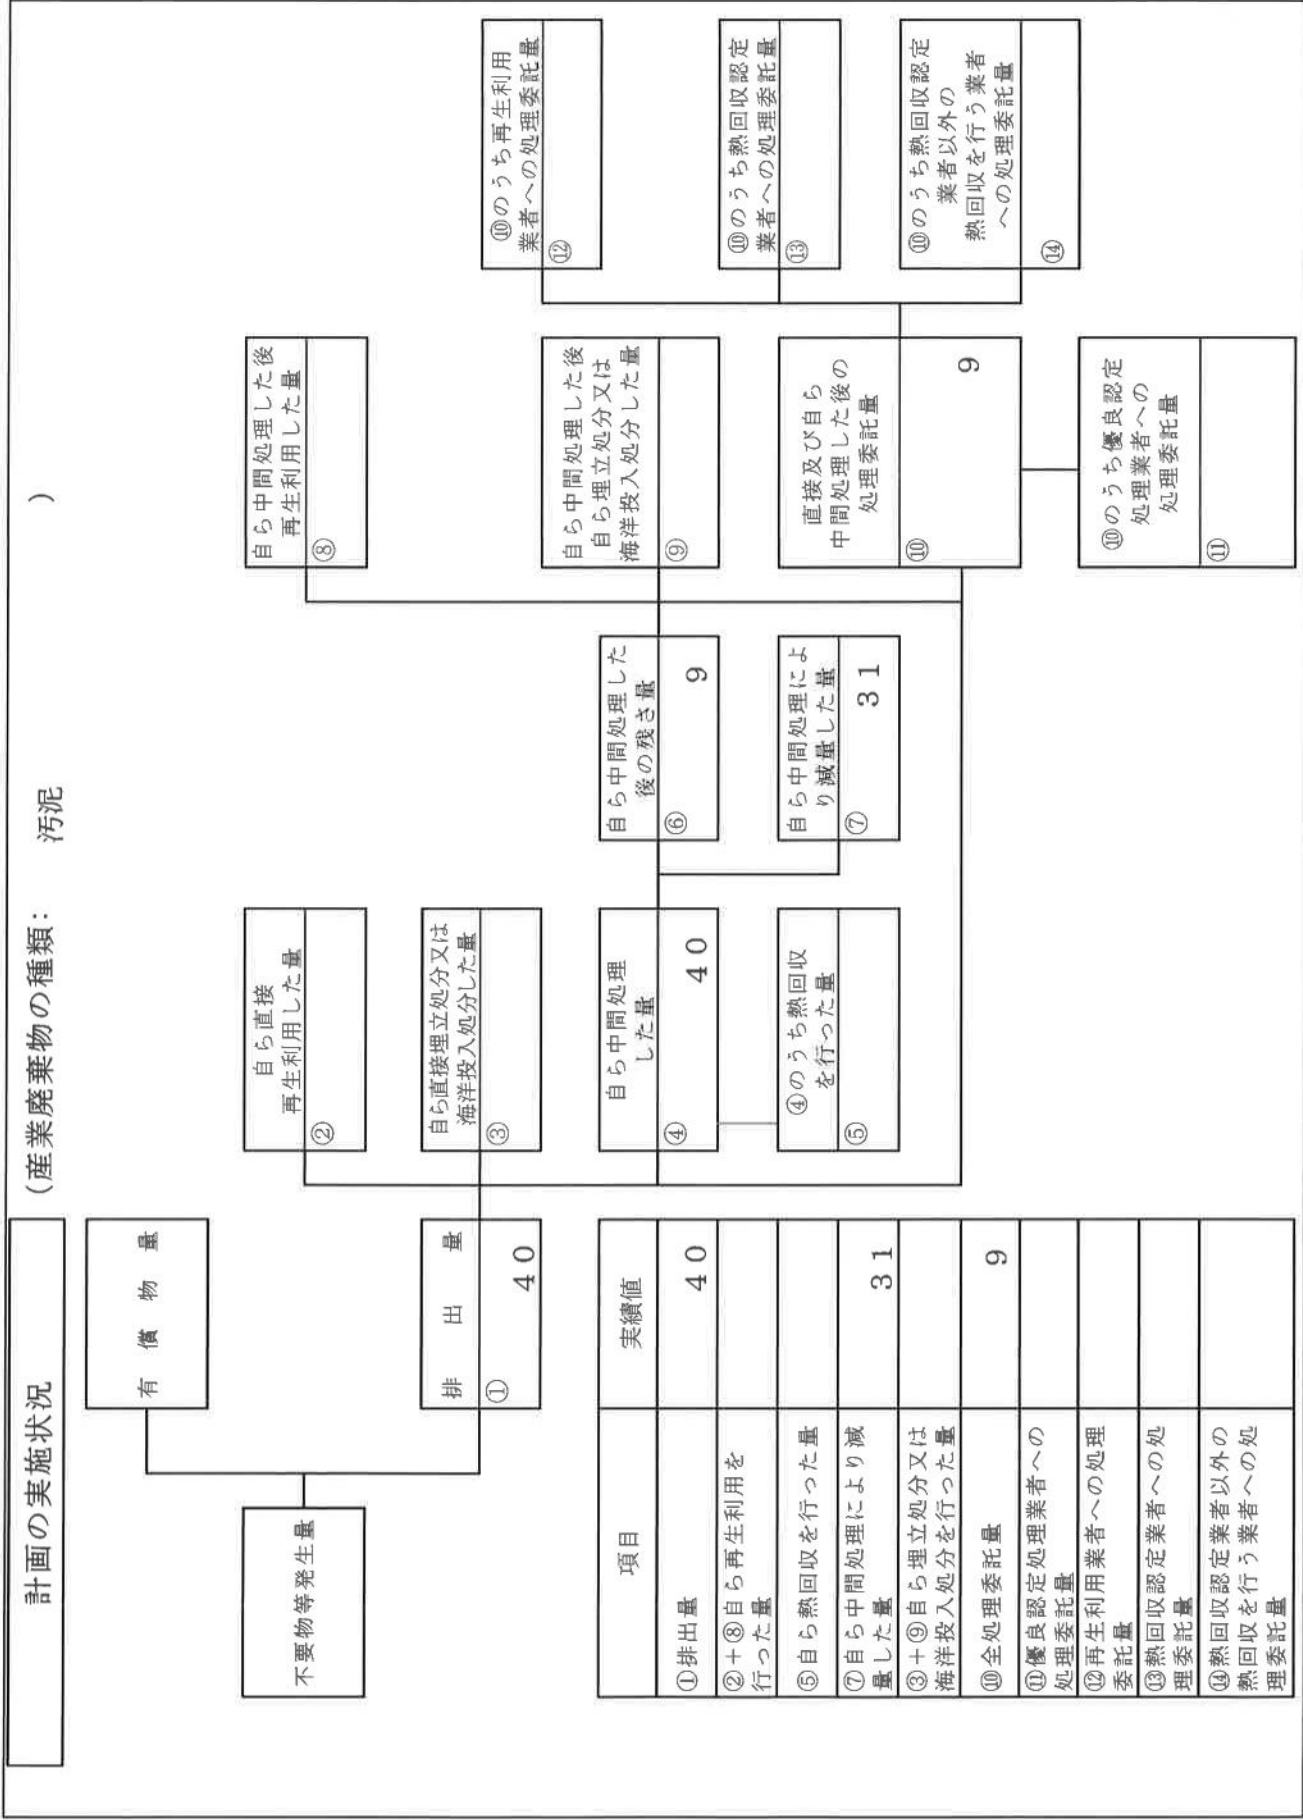 計画の実施状況
（産業廃棄物の種類： 汚泥 ）
有償物量
不要物等発生量
排出量
① 40
自ら直接
再生利用した量
②
自ら直接埋立処分又は
海洋投入処分した量
③
自ら中間処理
した量
④ 40
④のうち熱回収
を行った量
⑤
自ら中間処理した
後の残さ量
⑥ 9
自ら中間処理によ
り減量した量
⑦ 31
自ら中間処理した後
再生利用した量
⑧
自ら中間処理した後
自ら埋立処分又は
海洋投入処分した量
⑨
直接及び自ら
中間処理した後の
処理委託量
⑩ 9
⑩のうち優良認定
処理業者への
処理委託量
⑪
⑩のうち再生利用
業者への処理委託量
⑫
⑩のうち熱回収認定
業者への処理委託量
⑬
⑩のうち熱回収認定
業者以外の
熱回収を行う業者
への処理委託量
⑭
項目 実績値
①排出量 40
②＋⑧自ら再生利用を
行った量
⑤自ら熱回収を行った量
⑦自ら中間処理により減
量した量 31
③＋⑨自ら埋立処分又は
海洋投入処分を行った量
⑩全処理委託量 9
⑪優良認定処理業者への
処理委託量
⑫再生利用業者への処理
委託量
⑬熱回収認定業者への処
理委託量
⑭熱回収認定業者以外の
熱回収を行う業者への処
理委託量